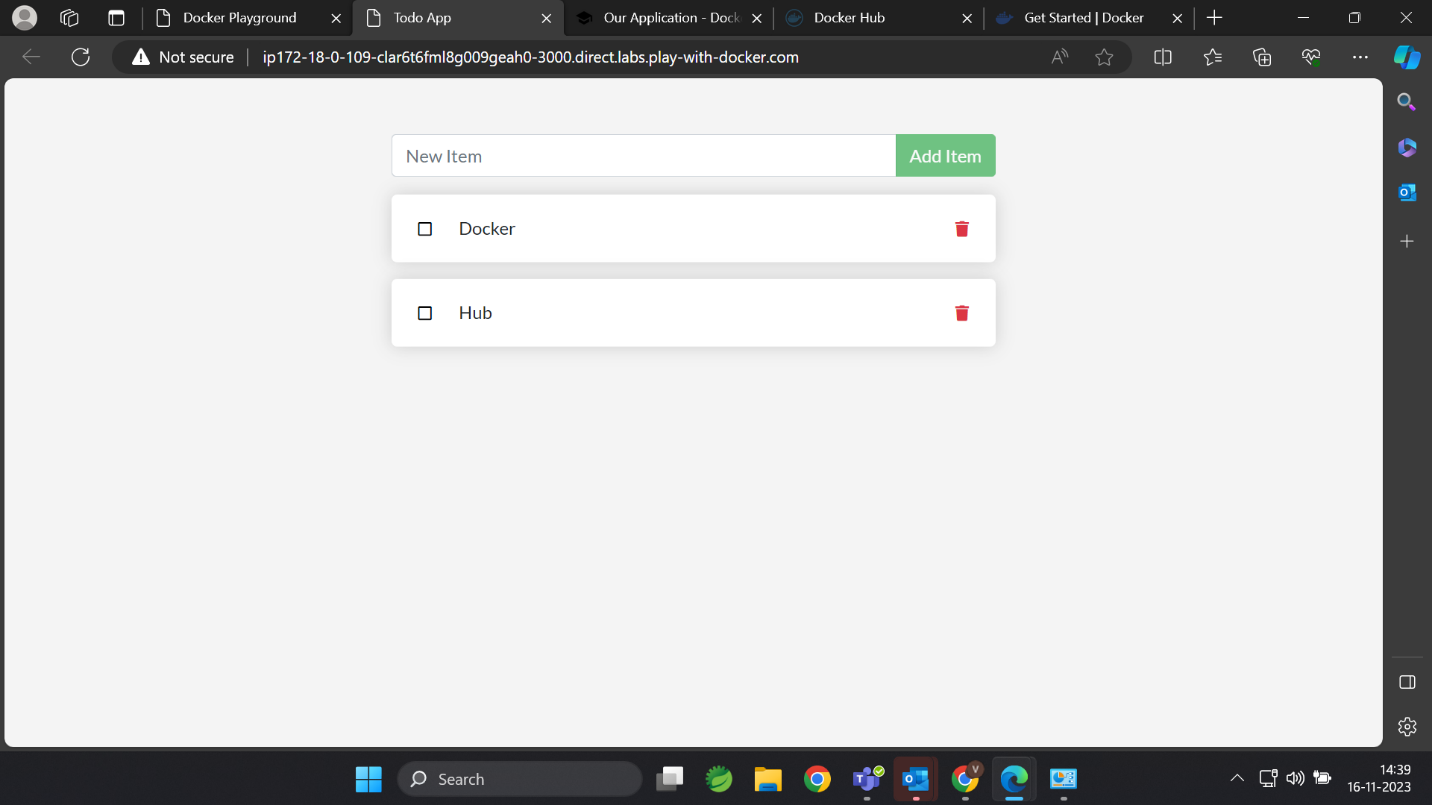 Docker Playground
Todo App
Our Application - Dock
Docker Hub
Get Started | Docker
Not secure
ip172-18-0-109-clar6t6fml8g009geah0-3000.direct.labs.play-with-docker.com
New Item
Add Item
Docker
Hub
Search
V
14:39
16-11-2023